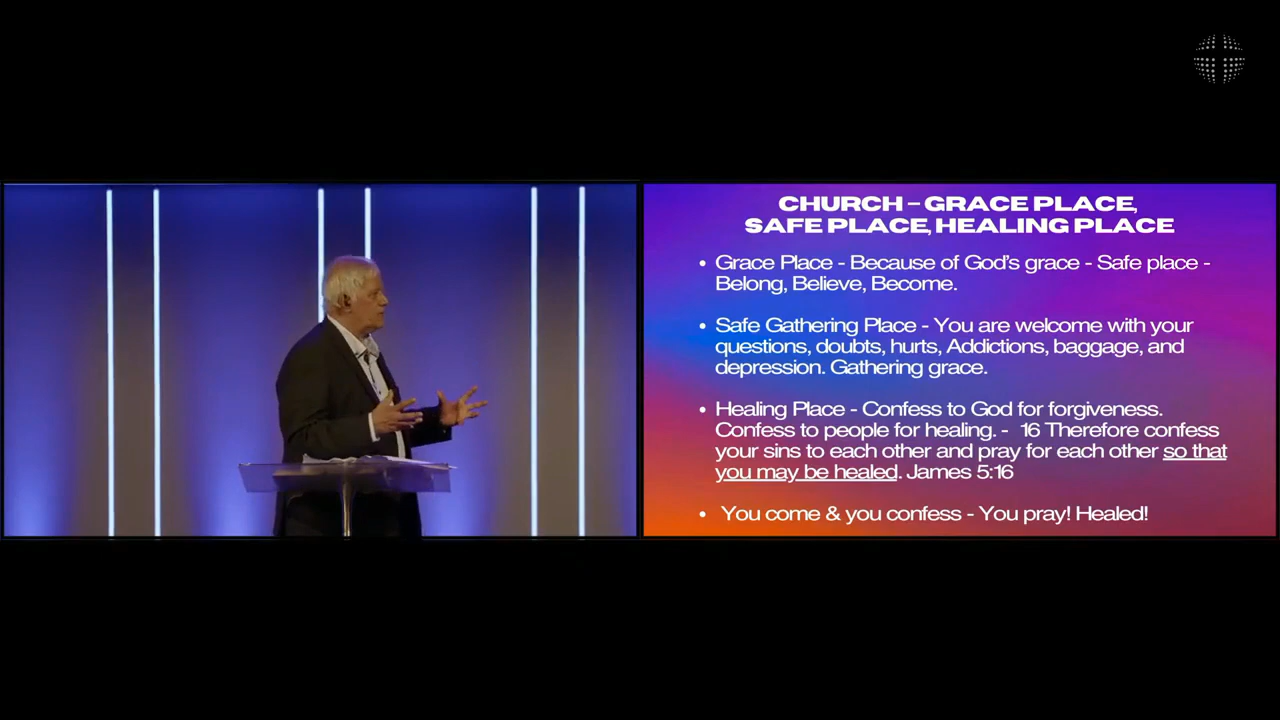 CHURCH – GRACE PLACE,
SAFE PLACE, HEALING PLACE
• Grace Place - Because of God's grace - Safe place -
Belong, Believe, Become.
• Safe Gathering Place - You are welcome with your
questions, doubts, hurts, Addictions, baggage, and
depression. Gathering grace.
• Healing Place - Confess to God for forgiveness.
Confess to people for healing. - 16 Therefore confess
your sins to each other and pray for each other so that
you may be healed. James 5:16
• You come & you confess - You pray! Healed!